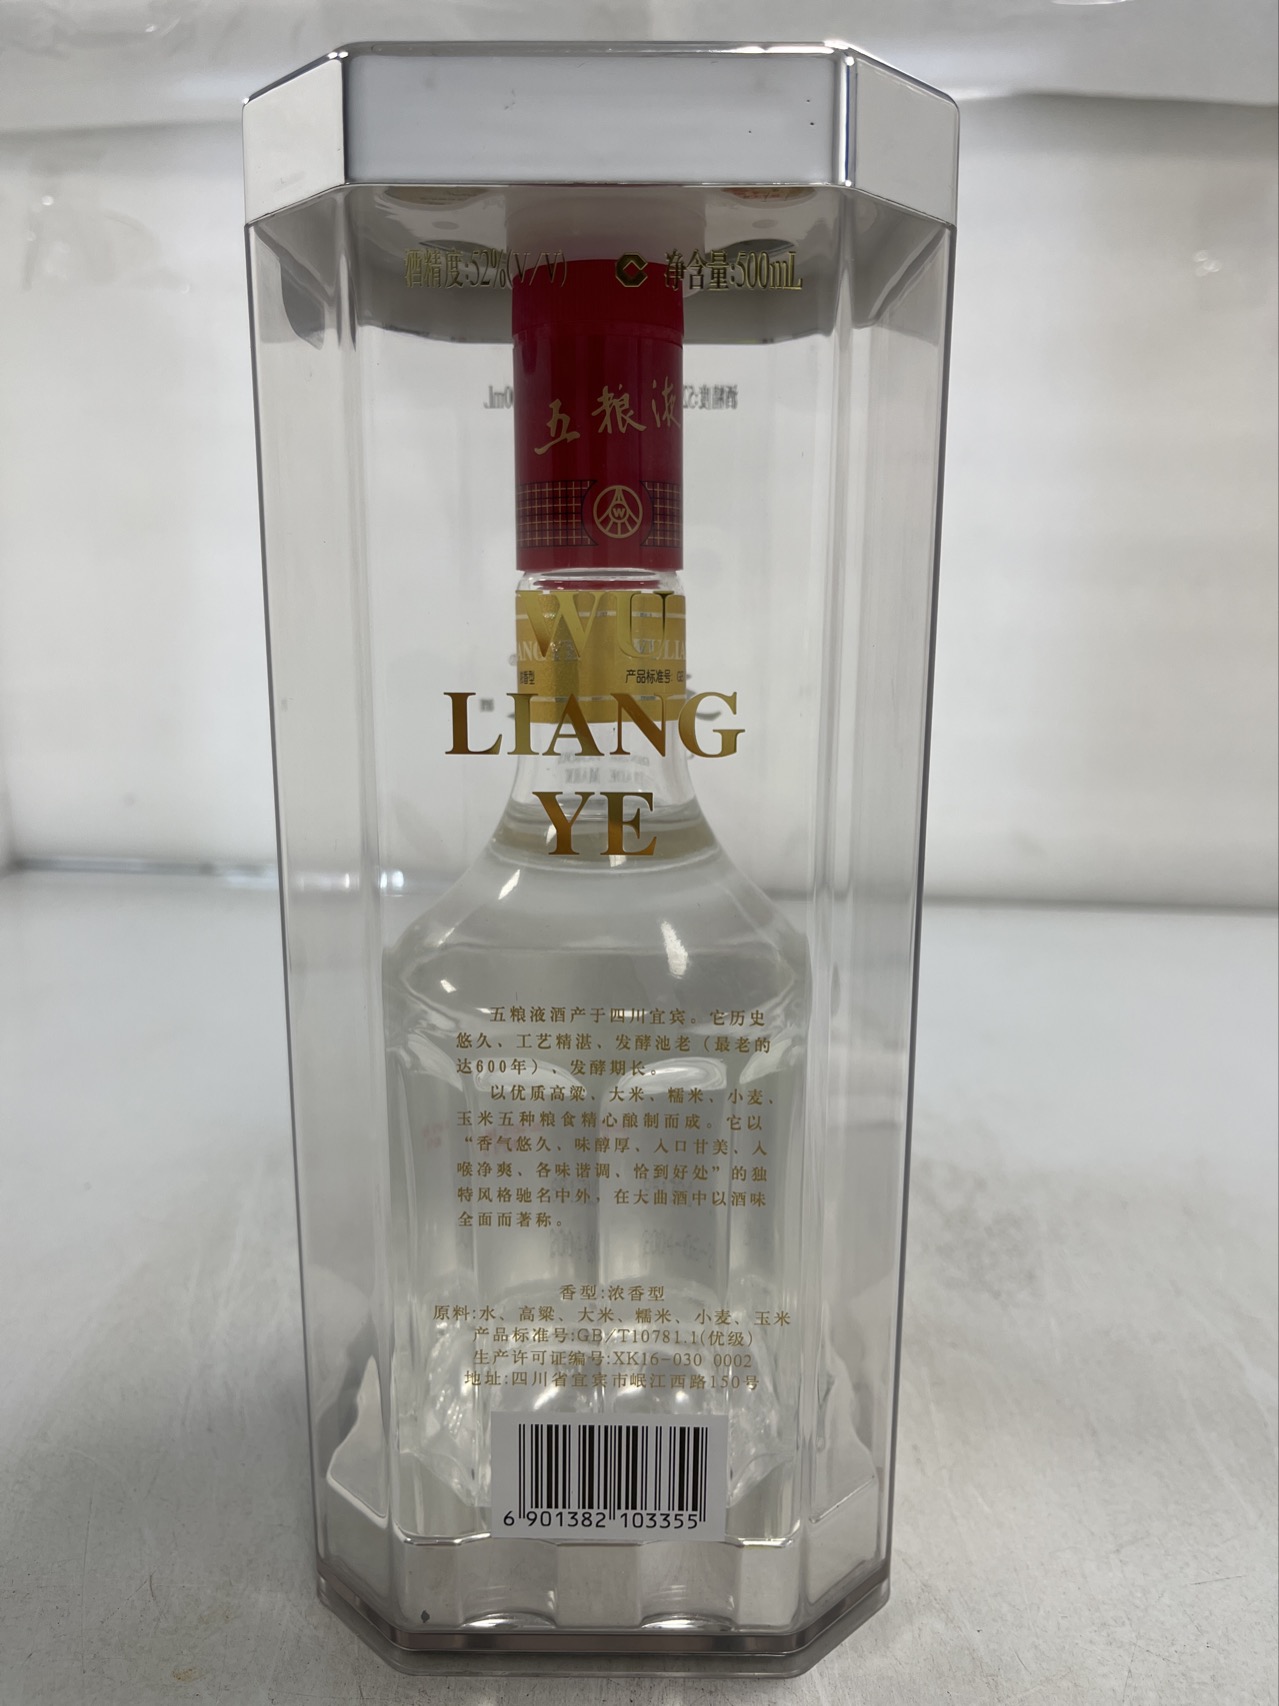 酒精度:52%(V/V) 净含量:500mL
五粮液
W
WU
LIANG
YE
产品标准号:
TRADE MARK
五粮液酒产于四川宜宾。它历史
悠久、工艺精湛、发酵池老（最老的
达600年）、发酵期长。
以优质高粱、大米、糯米、小麦、
玉米五种粮食精心酿制而成。它以
“香气悠久、味醇厚、入口甘美、入
喉净爽、各味谐调、恰到好处”的独
特风格驰名中外，在大曲酒中以酒味
全面而著称。
香型:浓香型
原料:水、高粱、大米、糯米、小麦、玉米
产品标准号:GB/T10781.1(优级)
生产许可证编号:XK16-030 0002
地址:四川省宜宾市岷江西路150号
6 901382 103355